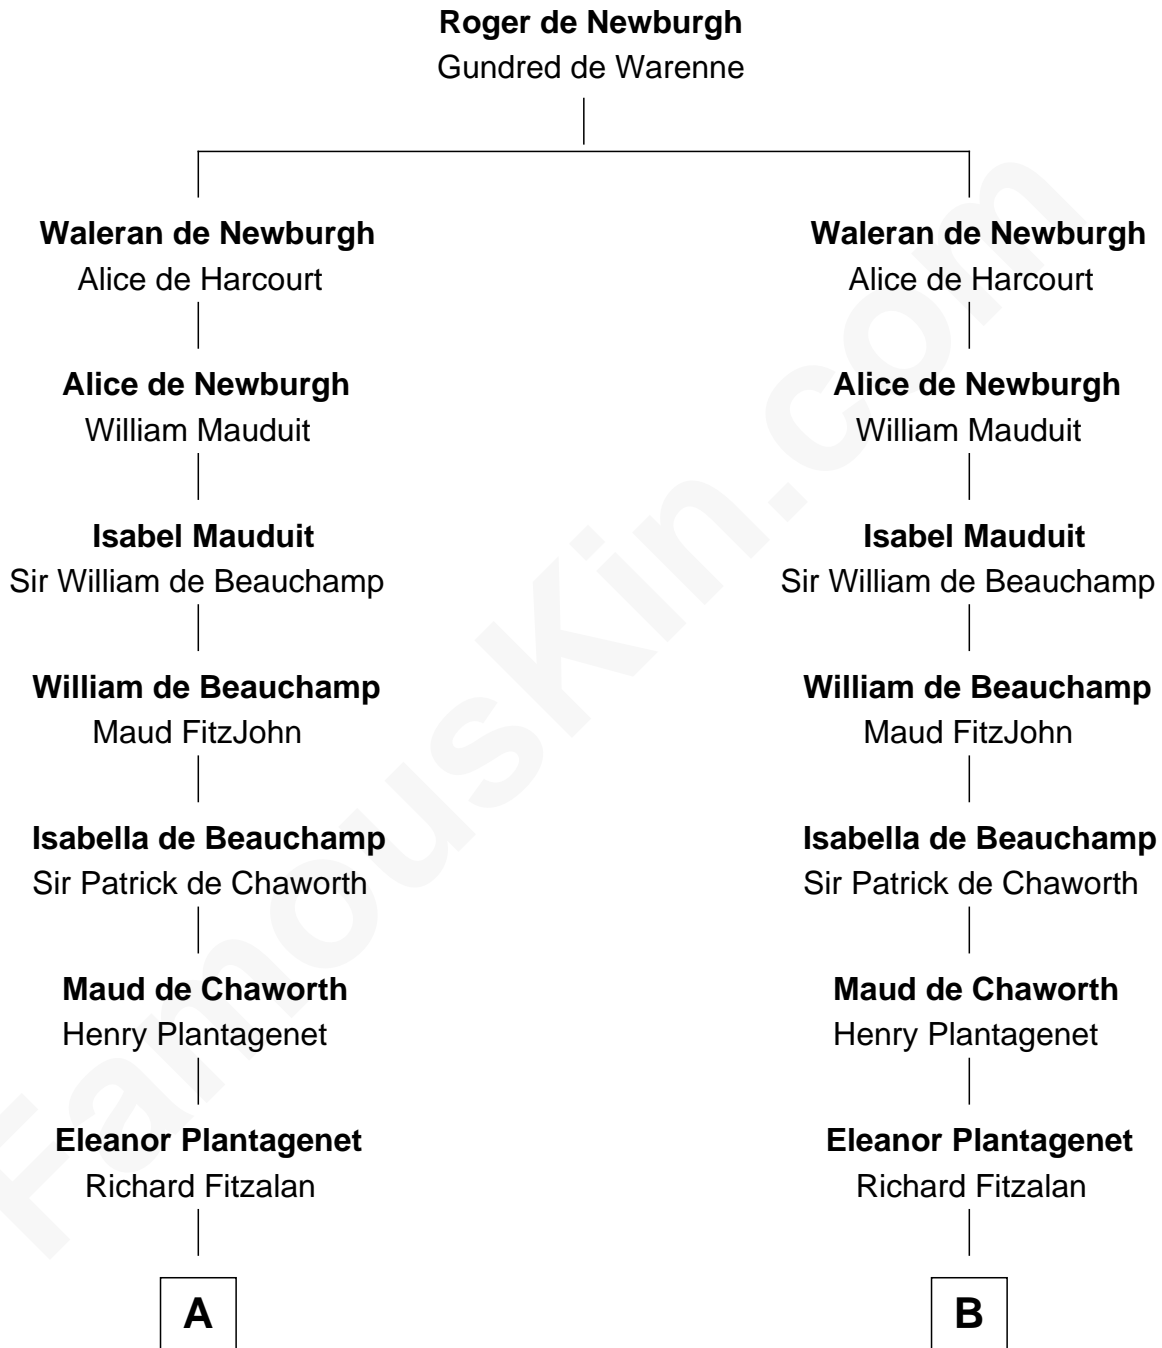 Roger de Newburgh
Gundred de Warenne
Waleran de Newburgh
Alice de Harcourt
Alice de Newburgh
William Mauduit
Isabel Mauduit
Sir William de Beauchamp
William de Beauchamp
Maud FitzJohn
Isabella de Beauchamp
Sir Patrick de Chaworth
Maud de Chaworth
Henry Plantagenet
Eleanor Plantagenet
Richard Fitzalan
A
Waleran de Newburgh
Alice de Harcourt
Alice de Newburgh
William Mauduit
Isabel Mauduit
Sir William de Beauchamp
William de Beauchamp
Maud FitzJohn
Isabella de Beauchamp
Sir Patrick de Chaworth
Maud de Chaworth
Henry Plantagenet
Eleanor Plantagenet
Richard Fitzalan
B
FamousKin.com